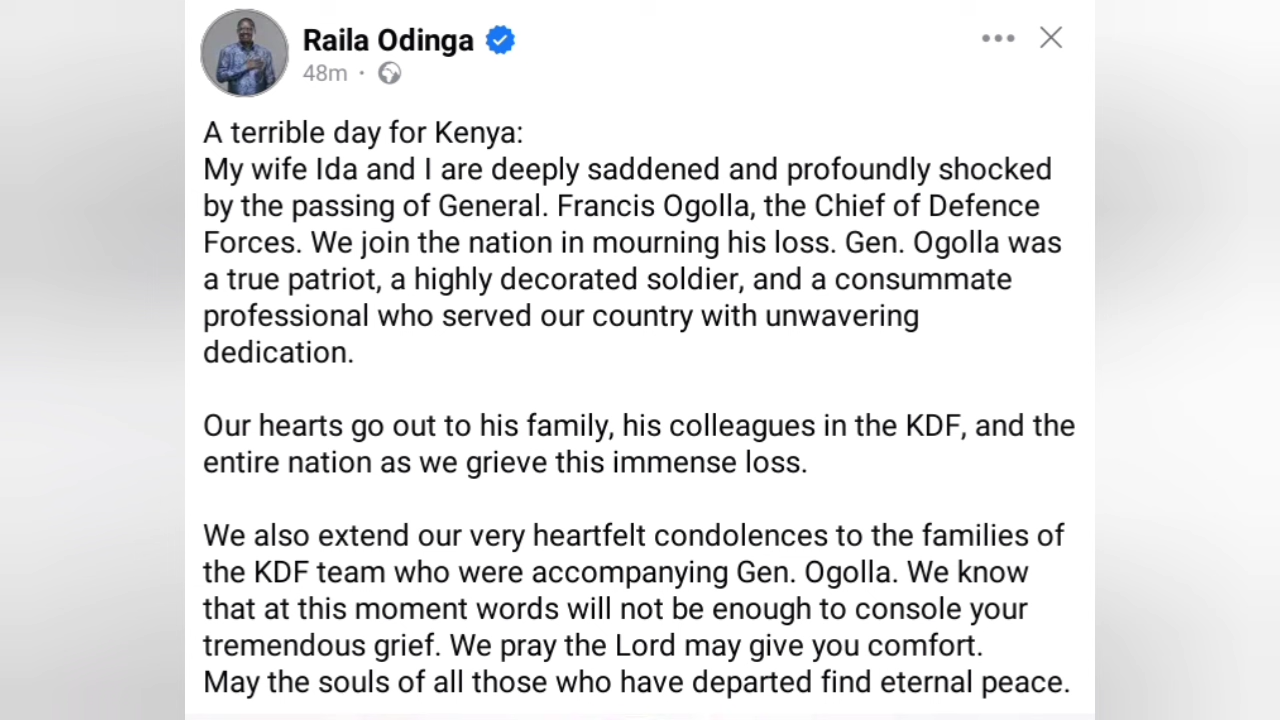 Raila Odinga
48m ·
A terrible day for Kenya:
My wife Ida and I are deeply saddened and profoundly shocked
by the passing of General. Francis Ogolla, the Chief of Defence
Forces. We join the nation in mourning his loss. Gen. Ogolla was
a true patriot, a highly decorated soldier, and a consummate
professional who served our country with unwavering
dedication.
Our hearts go out to his family, his colleagues in the KDF, and the
entire nation as we grieve this immense loss.
We also extend our very heartfelt condolences to the families of
the KDF team who were accompanying Gen. Ogolla. We know
that at this moment words will not be enough to console your
tremendous grief. We pray the Lord may give you comfort.
May the souls of all those who have departed find eternal peace.